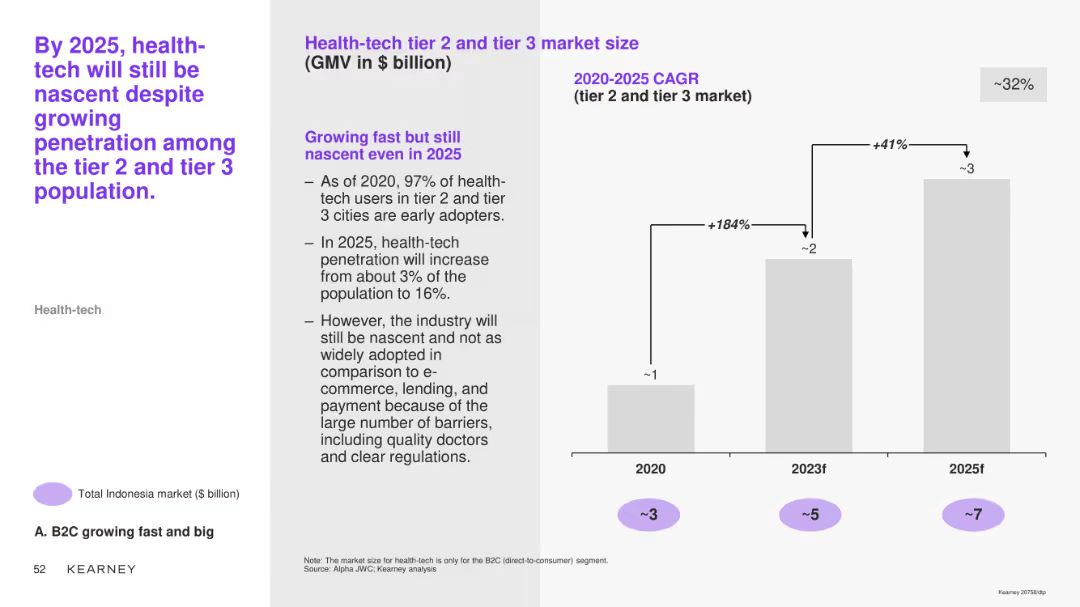 By 2025, health-
tech will still be
nascent despite
growing
penetration among
the tier 2 and tier 3
population.
Health-tech
Total Indonesia market ($ billion)
A. B2C growing fast and big
52 KEARNEY
Health-tech tier 2 and tier 3 market size
(GMV in $ billion)
Growing fast but still
nascent even in 2025
– As of 2020, 97% of health-
tech users in tier 2 and tier
3 cities are early adopters.
– In 2025, health-tech
penetration will increase
from about 3% of the
population to 16%.
– However, the industry will
still be nascent and not as
widely adopted in
comparison to e-
commerce, lending, and
payment because of the
large number of barriers,
including quality doctors
and clear regulations.
2020-2025 CAGR
(tier 2 and tier 3 market)
~32%
+41%
~3
+184%
~2
~1
2020 2023f 2025f
~3 ~5 ~7
Note: The market size for health-tech is only for the B2C (direct-to-consumer) segment.
Source: Alpha JWC; Kearney analysis
Kearney 20758/dtp